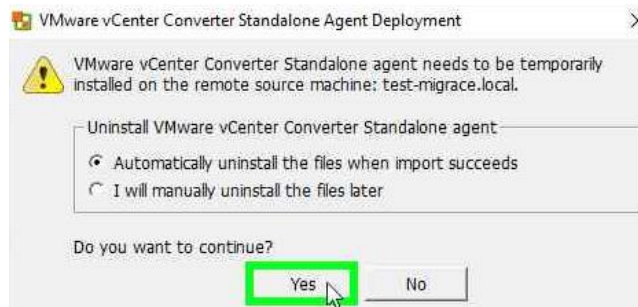 VMware vCenter Converter Standalone Agent Deployment
VMware vCenter Converter Standalone agent needs to be temporarily
installed on the remote source machine: test-migrace.local.
Uninstall VMware vCenter Converter Standalone agent
Automatically uninstall the files when import succeeds
I will manually uninstall the files later
Do you want to continue?
Yes No